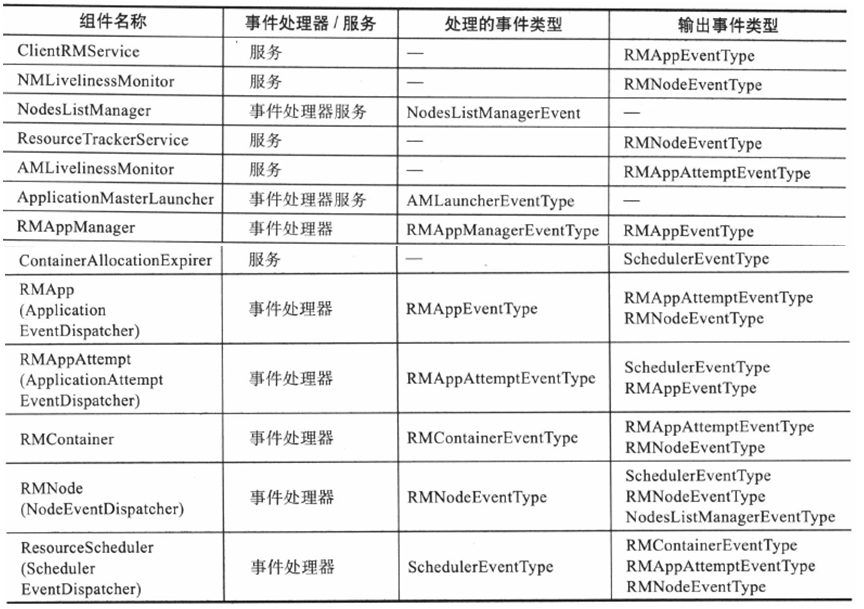 组件名称 事件处理器 / 服务 处理的事件类型 输出事件类型
ClientRMService 服务 — RMAppEventType
NMLivelinessMonitor 服务 — RMNodeEventType
NodesListManager 事件处理器服务 NodesListManagerEvent —
ResourceTrackerService 服务 — RMNodeEventType
AMLivelinessMonitor 服务 — RMAppAttemptEventType
ApplicationMasterLauncher 事件处理器服务 AMLauncherEventType —
RMAppManager 事件处理器 RMAppManagerEventType RMAppEventType
ContainerAllocationExpirer 服务 — SchedulerEventType
RMApp
(Application
EventDispatcher)
事件处理器
RMAppEventType
RMAppAttemptEventType
RMNodeEventType
RMAppAttempt
(ApplicationAttempt
EventDispatcher)
事件处理器
RMAppAttemptEventType
SchedulerEventType
RMAppEventType
RMContainer
事件处理器
RMContainerEventType
RMAppAttemptEventType
RMNodeEventType
RMNode
(NodeEventDispatcher)
事件处理器
RMNodeEventType
SchedulerEventType
RMNodeEventType
NodesListManagerEventType
ResourceScheduler
(Scheduler
EventDispatcher)
事件处理器
SchedulerEventType
RMContainerEventType
RMAppAttemptEventType
RMNodeEventType